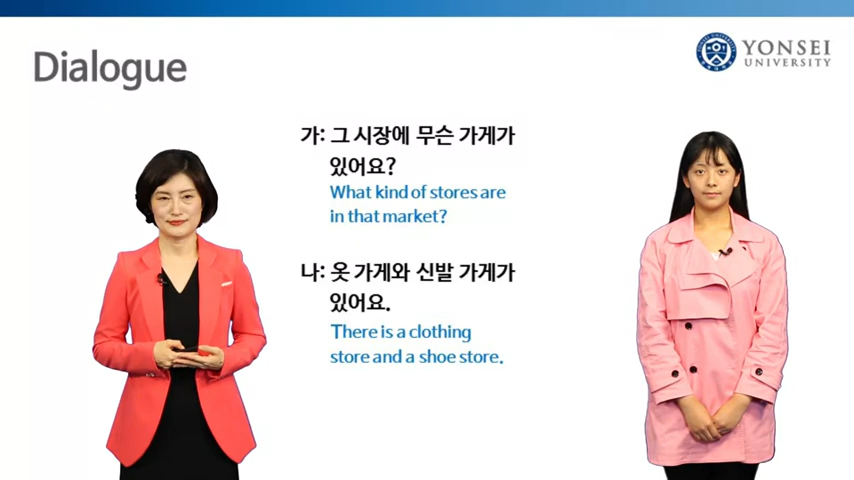 Dialogue
YONSEI
UNIVERSITY
가: 그 시장에 무슨 가게가
있어요?
What kind of stores are
in that market?
나: 옷 가게와 신발 가게가
있어요.
There is a clothing
store and a shoe store.